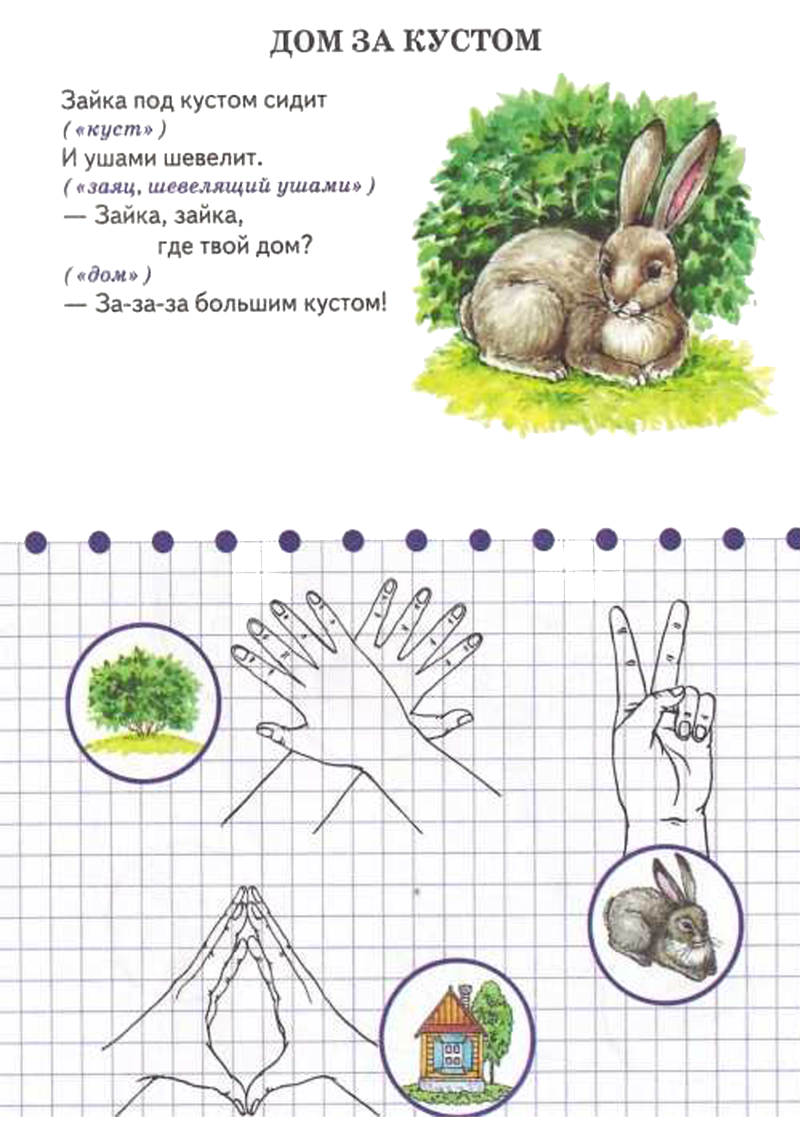 ДОМ ЗА КУСТОМ
Зайка под кустом сидит
(«куст»)
И ушами шевелит.
(«заяц, шевелящий ушами»)
— Зайка, зайка,
где твой дом?
(«дом»)
— За-за-за большим кустом!